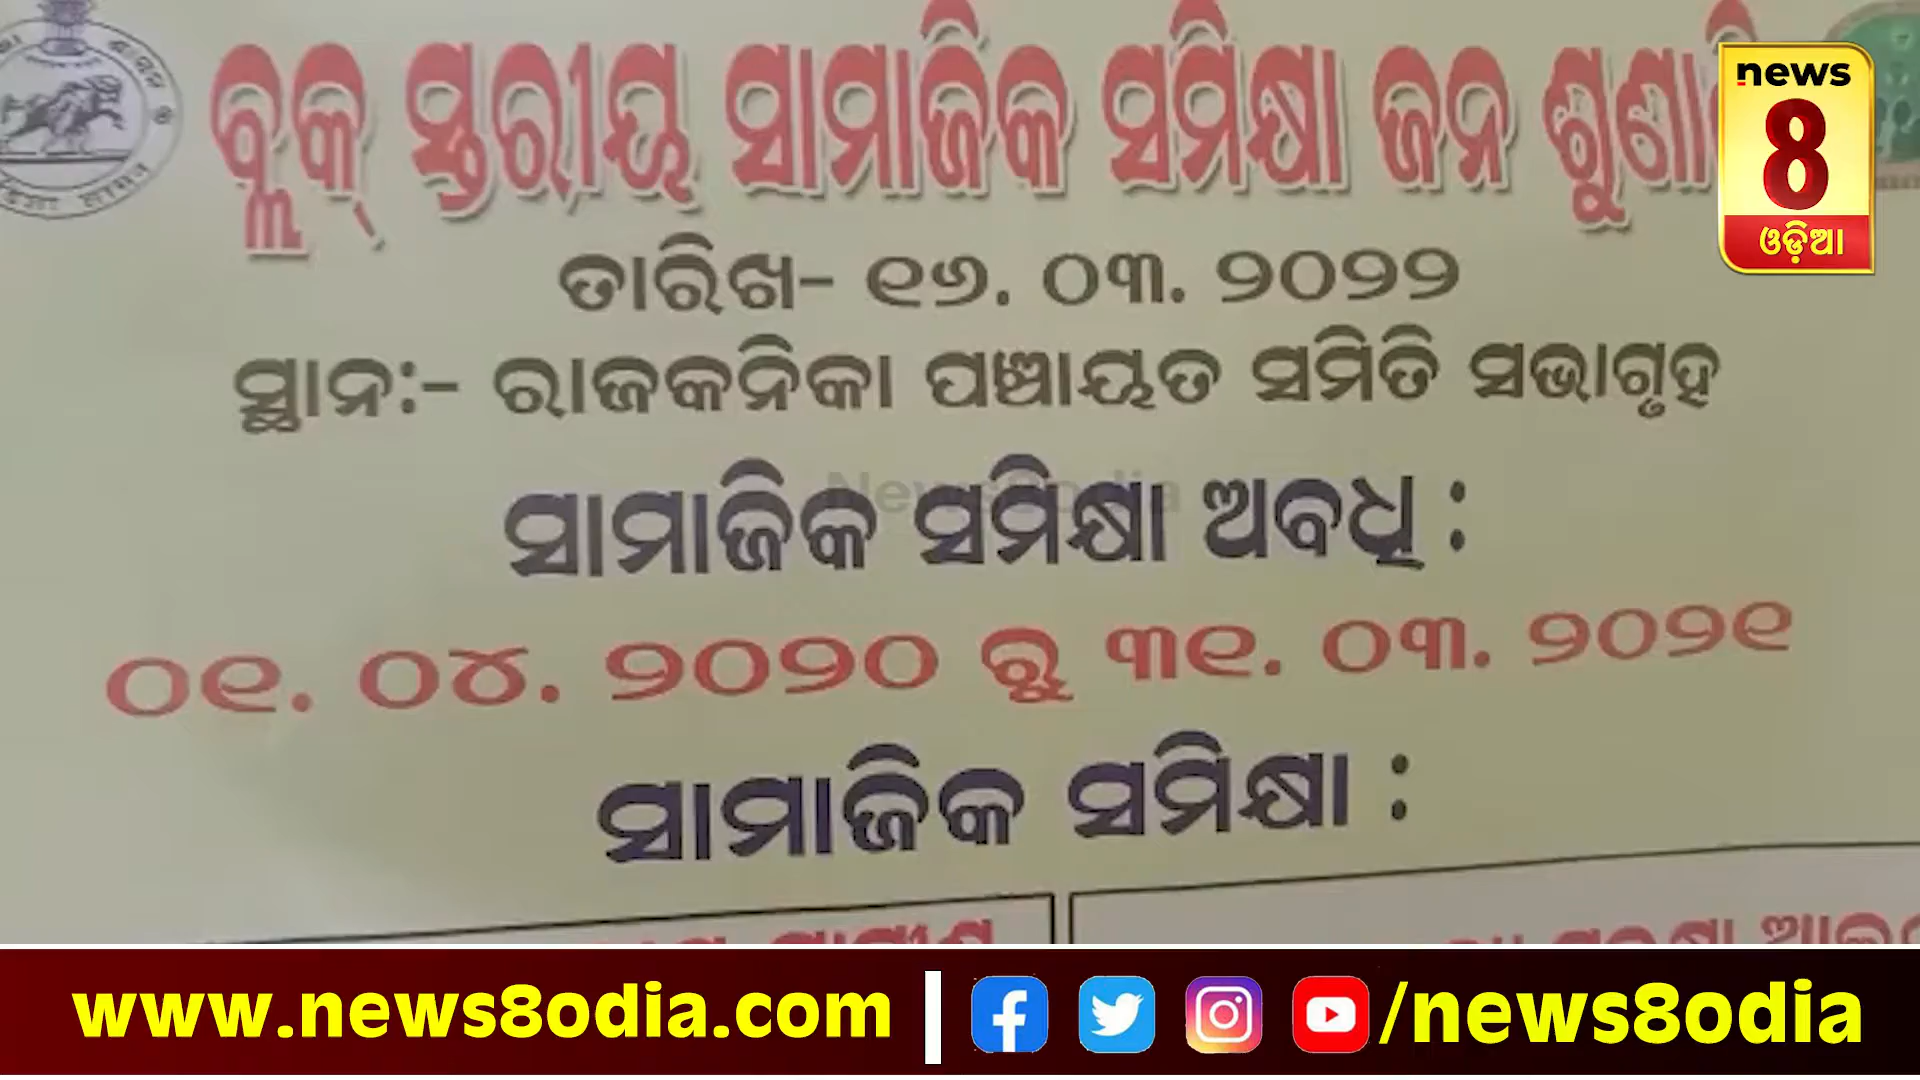 ବ୍ଲକ୍ ସ୍ତରୀୟ ସାମାଜିକ ସମିକ୍ଷା ଜନ
news
8
ଓଡ଼ିଆ
ତାରିଖ- ୧୬. ୦୩. ୨୦୨୨
ସ୍ଥାନଃ- ରାଜକନିକା ପଞ୍ଚାୟତ ସମିତି ସଭାଗୃହ
News8odia
ସାମାଜିକ ସମିକ୍ଷା ଅବଧି :
୦୧. ୦୪. ୨୦୨୦ ରୁ ୩୧. ୦୩. ୨୦୨୧
ସାମାଜିକ ସମିକ୍ଷା :
www.news8odia.com | /news8odia